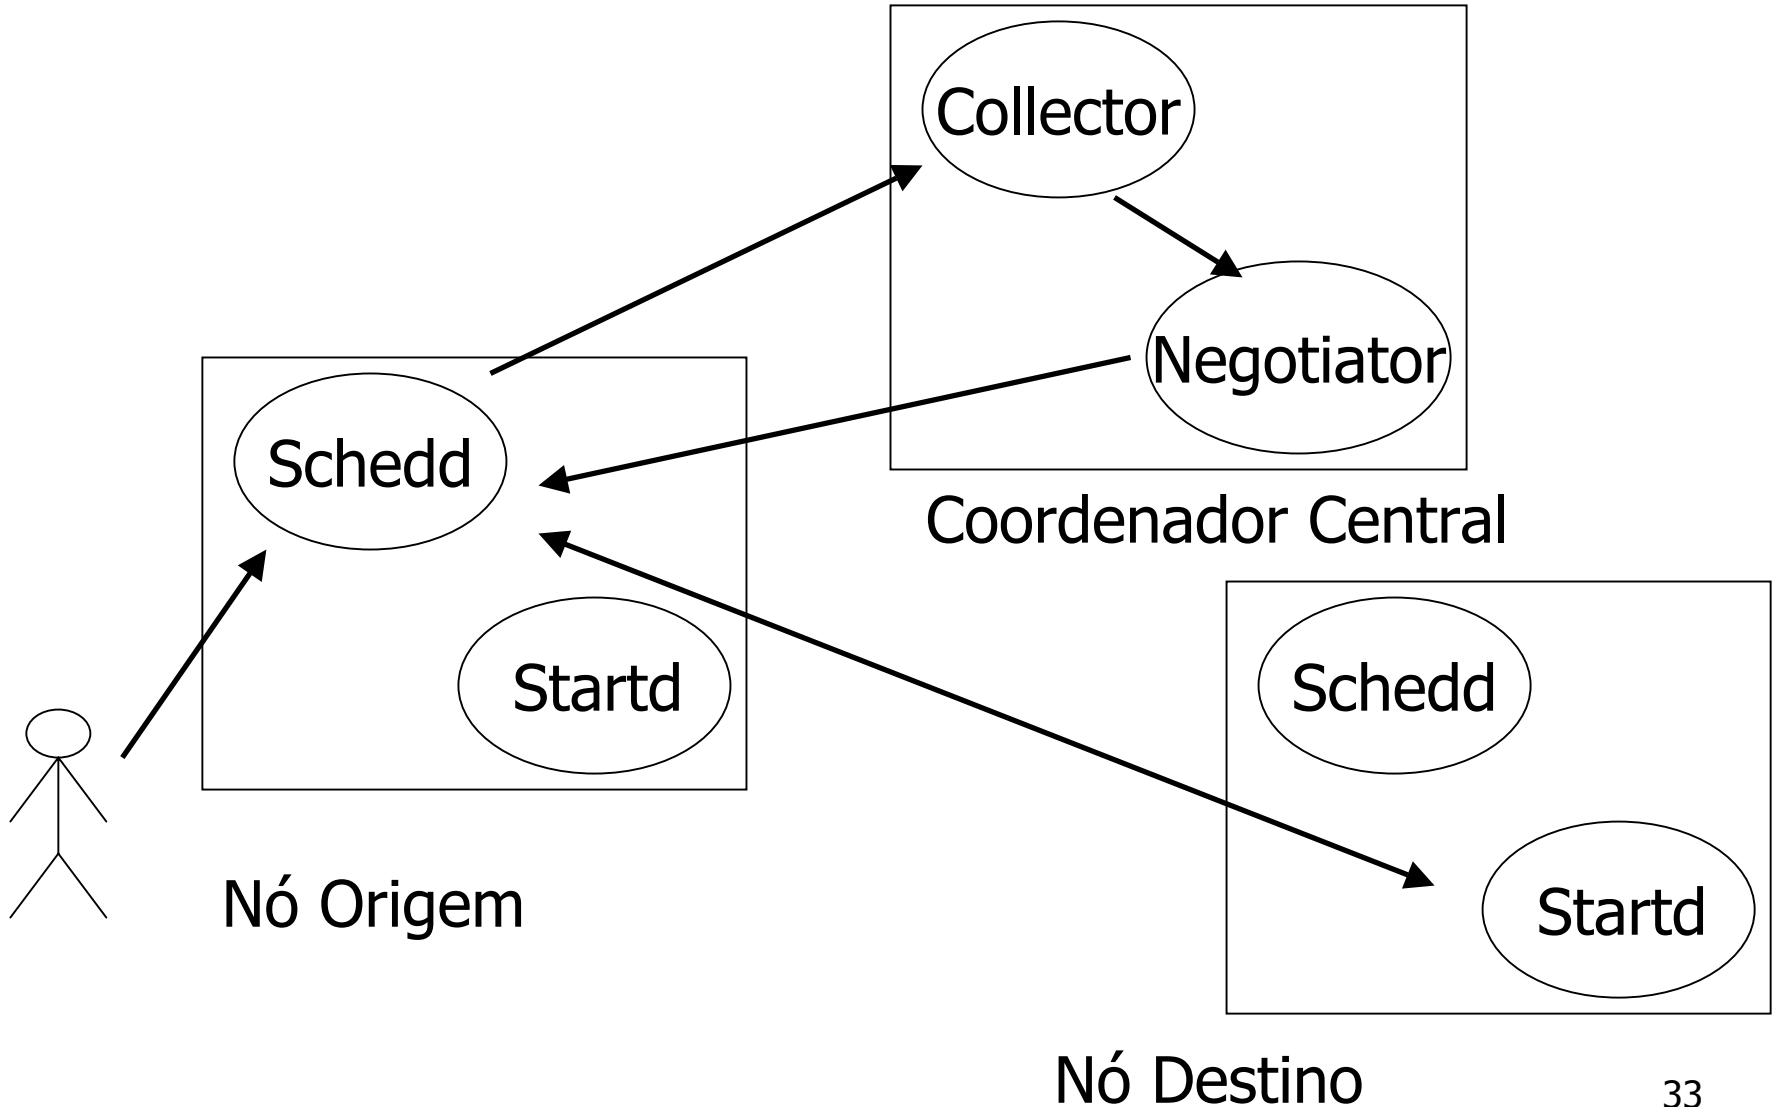 Collector
Negotiator
Schedd
Coordenador Central
Startd
Schedd
Nó Origem
Startd
Nó Destino
33